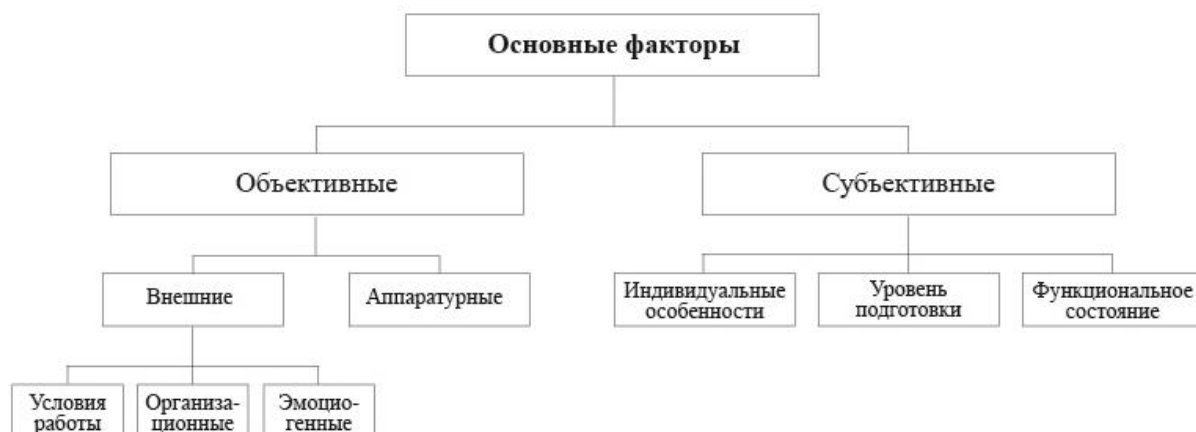 Основные факторы
Объективные
Субъективные
Внешние
Аппаратурные
Индивидуальные
особенности
Уровень
подготовки
Функциональное
состояние
Условия
работы
Организа-
ционные
Эмоцио-
генные